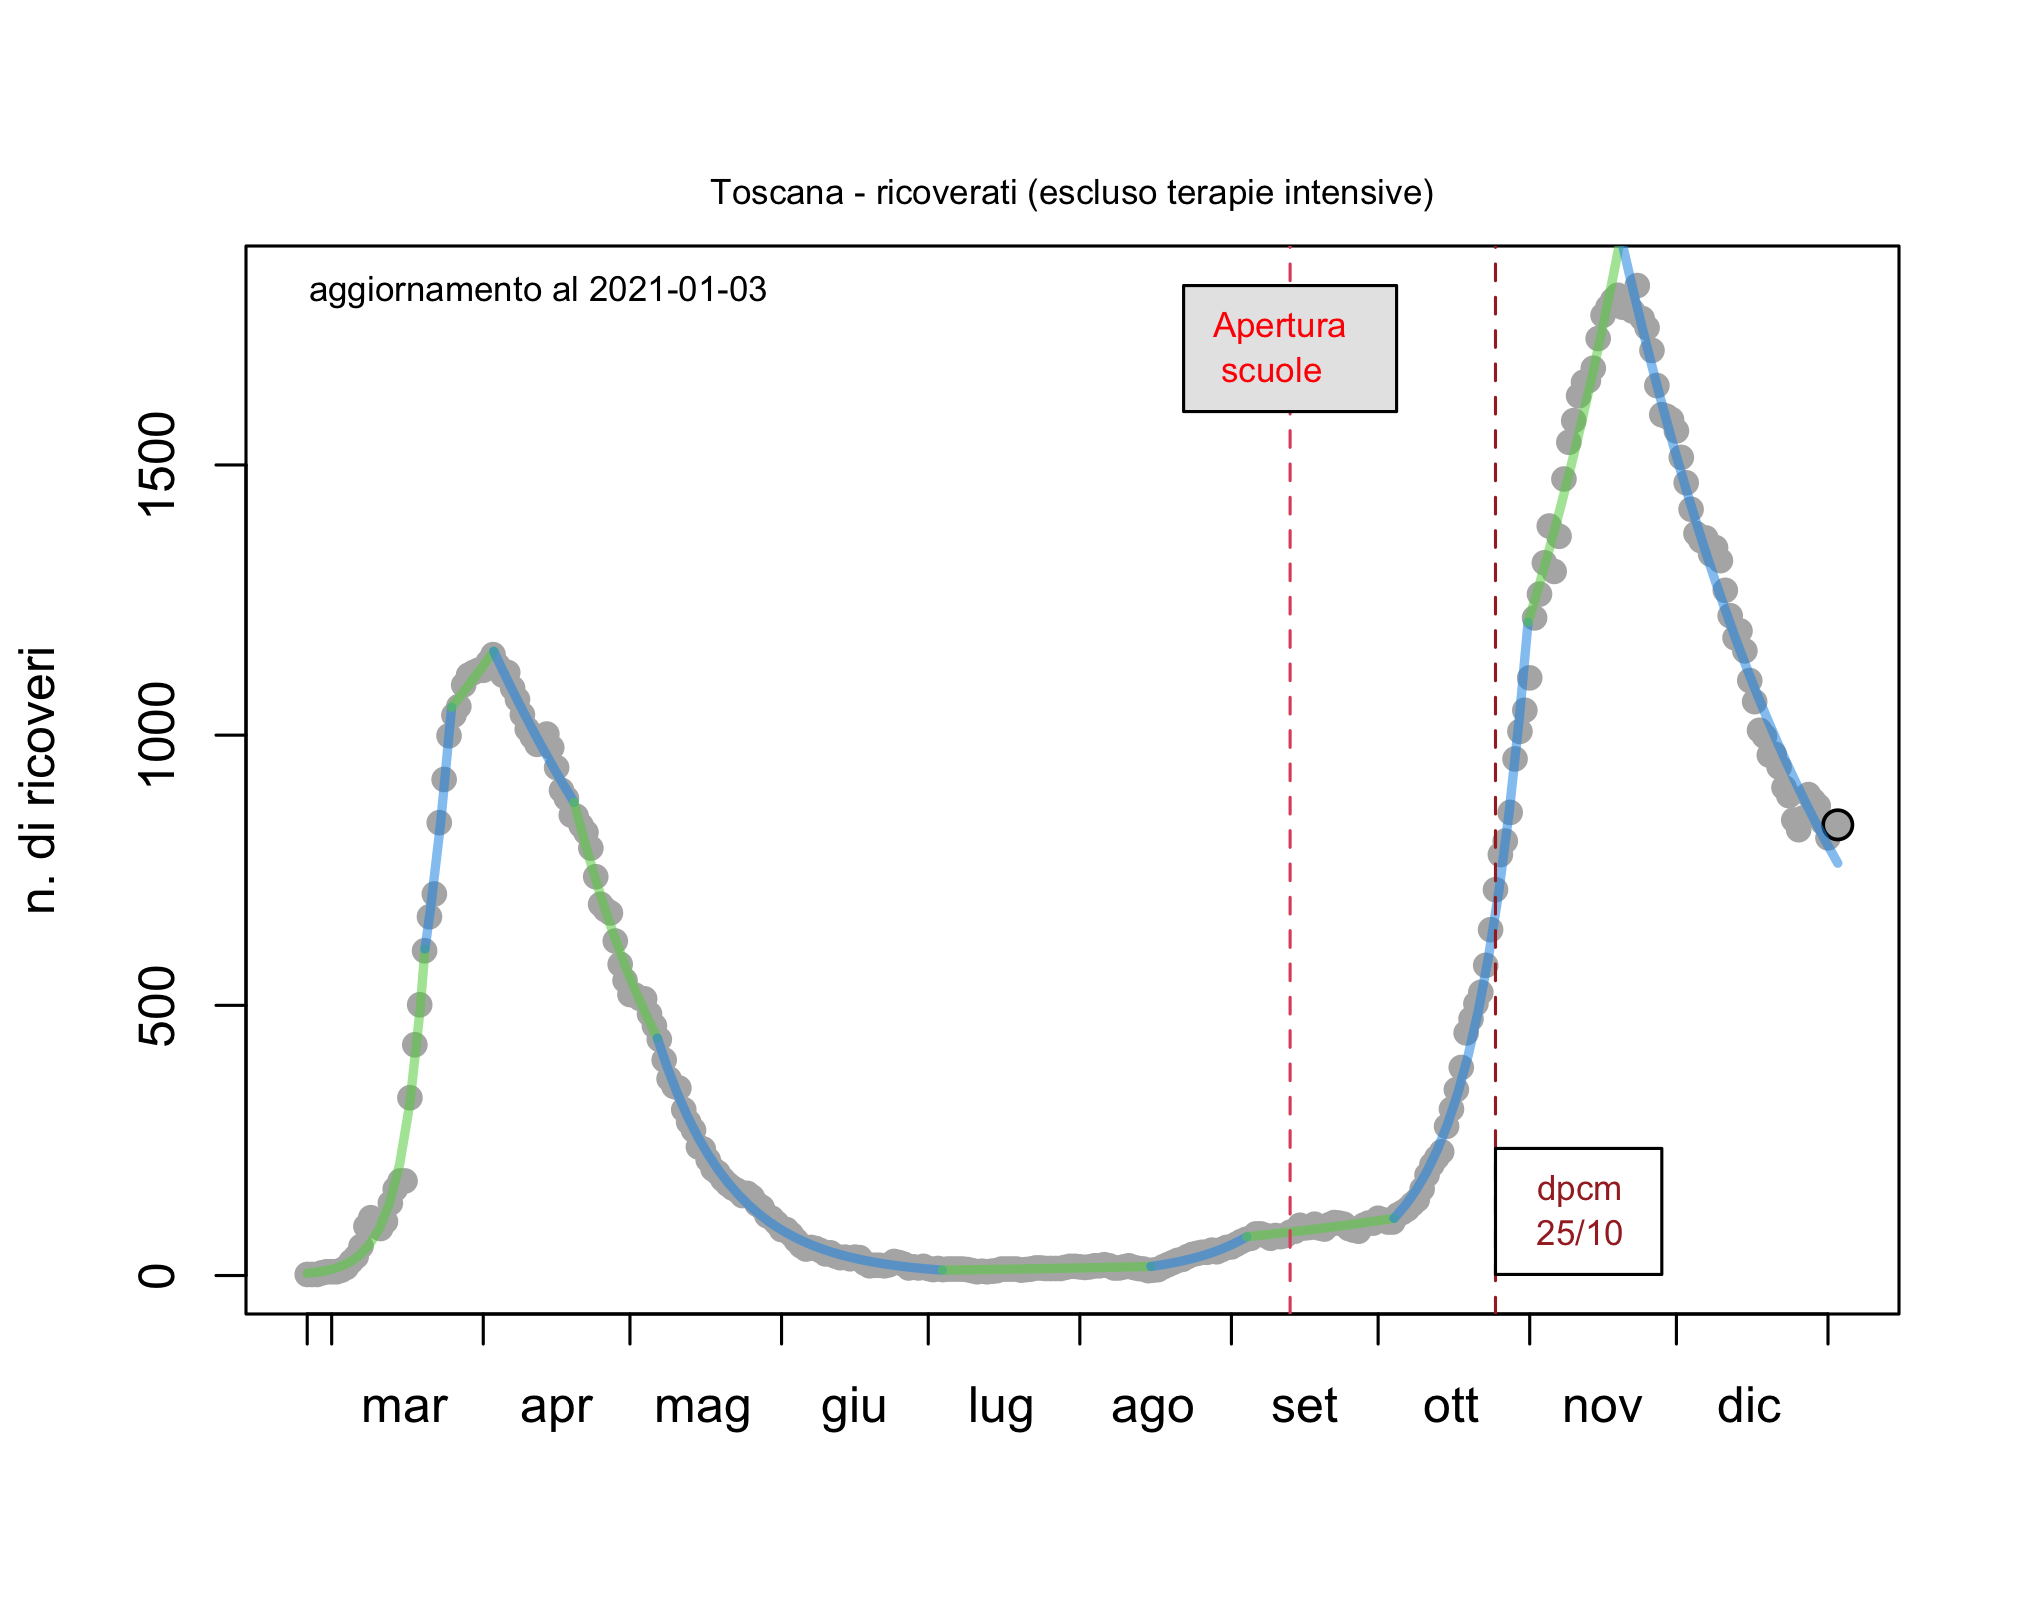 Toscana - ricoverati (escluso terapie intensive)
aggiornamento al 2021-01-03
Apertura
scuole
dpcm
25/10
n. di ricoveri
1500
1000
500
0
mar apr mag giu lug ago set ott nov dic